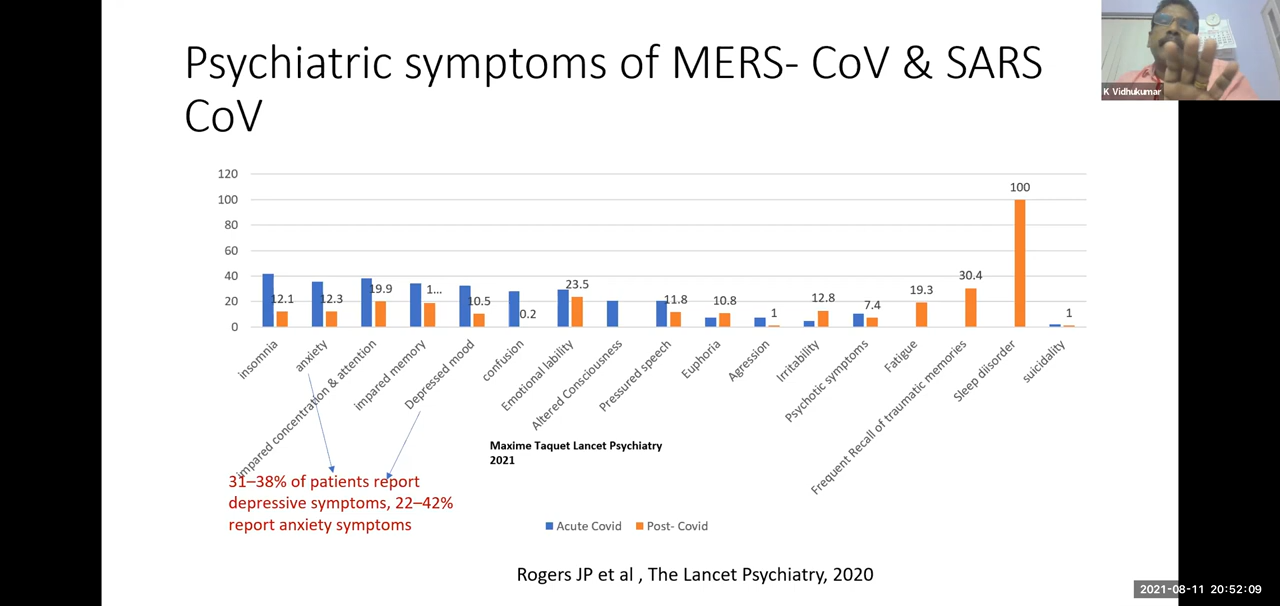 Psychiatric symptoms of MERS- CoV & SARS
CoV
K Vidhukumar
120
100
80
60
40
20
0
12.1
12.3
19.9
1...
10.5
0.2
23.5
11.8
10.8
1
12.8
7.4
19.3
30.4
100
1
insomnia
anxiety
impared concentration & attention
impared memory
Depressed mood
confusion
Emotional lability
Altered Consciousness
Pressured speech
Euphoria
Agression
Irritability
Psychotic symptoms
Fatigue
Frequent Recall of traumatic memories
Sleep diisorder
suicidality
Maxime Taquet Lancet Psychiatry
2021
31–38% of patients report
depressive symptoms, 22–42%
report anxiety symptoms
Acute Covid Post- Covid
Rogers JP et al , The Lancet Psychiatry, 2020
2021-08-11 20:52:09